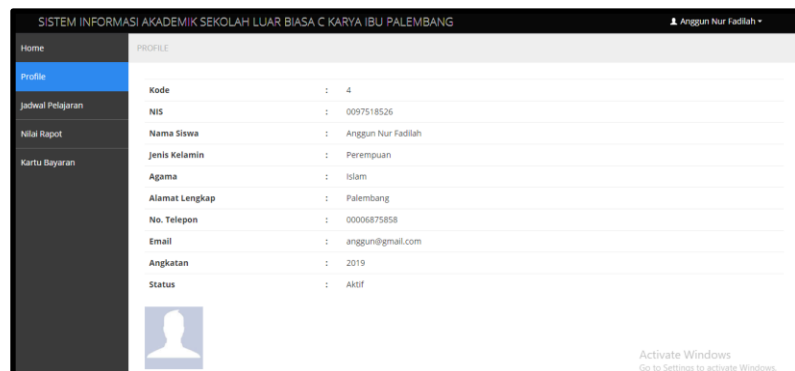 SISTEM INFORMASI AKADEMIK SEKOLAH LUAR BIASA C KARYA IBU PALEMBANG
Anggun Nur Fadilah
Home
Profile
Jadwal Pelajaran
Nilai Rapot
Kartu Bayaran
PROFILE
Kode : 4
NIS : 0097518526
Nama Siswa : Anggun Nur Fadilah
Jenis Kelamin : Perempuan
Agama : Islam
Alamat Lengkap : Palembang
No. Telepon : 00006875858
Email : anggun@gmail.com
Angkatan : 2019
Status : Aktif
Activate Windows
Go to Settings to activate Windows.